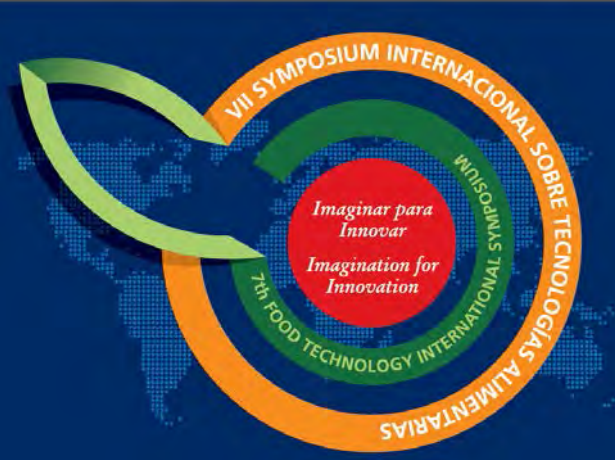 VII SYMPOSIUM INTERNACIONAL SOBRE TECNOLOGÍAS ALIMENTARIAS
7th FOOD TECHNOLOGY INTERNATIONAL SYMPOSIUM
Imaginar para
Innovar
Imagination for
Innovation